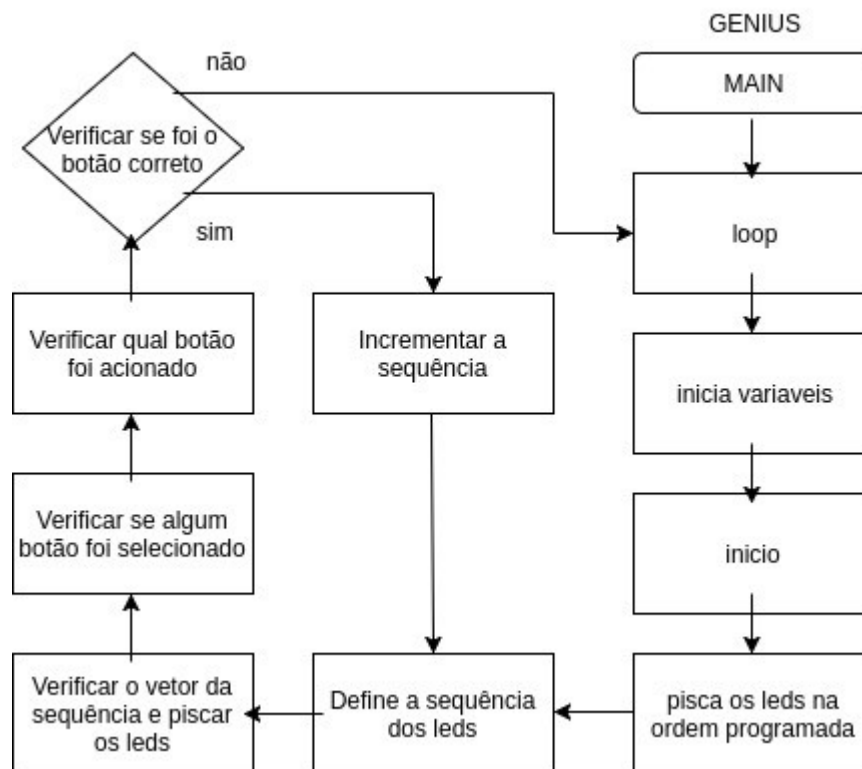 GENIUS
MAIN
loop
inicia variaveis
inicio
pisca os leds na
ordem programada
Define a sequência
dos leds
Verificar o vetor da
sequência e piscar
os leds
Verificar se algum
botão foi selecionado
Verificar qual botão
foi acionado
Verificar se foi o
botão correto
não
sim
Incrementar a
sequência